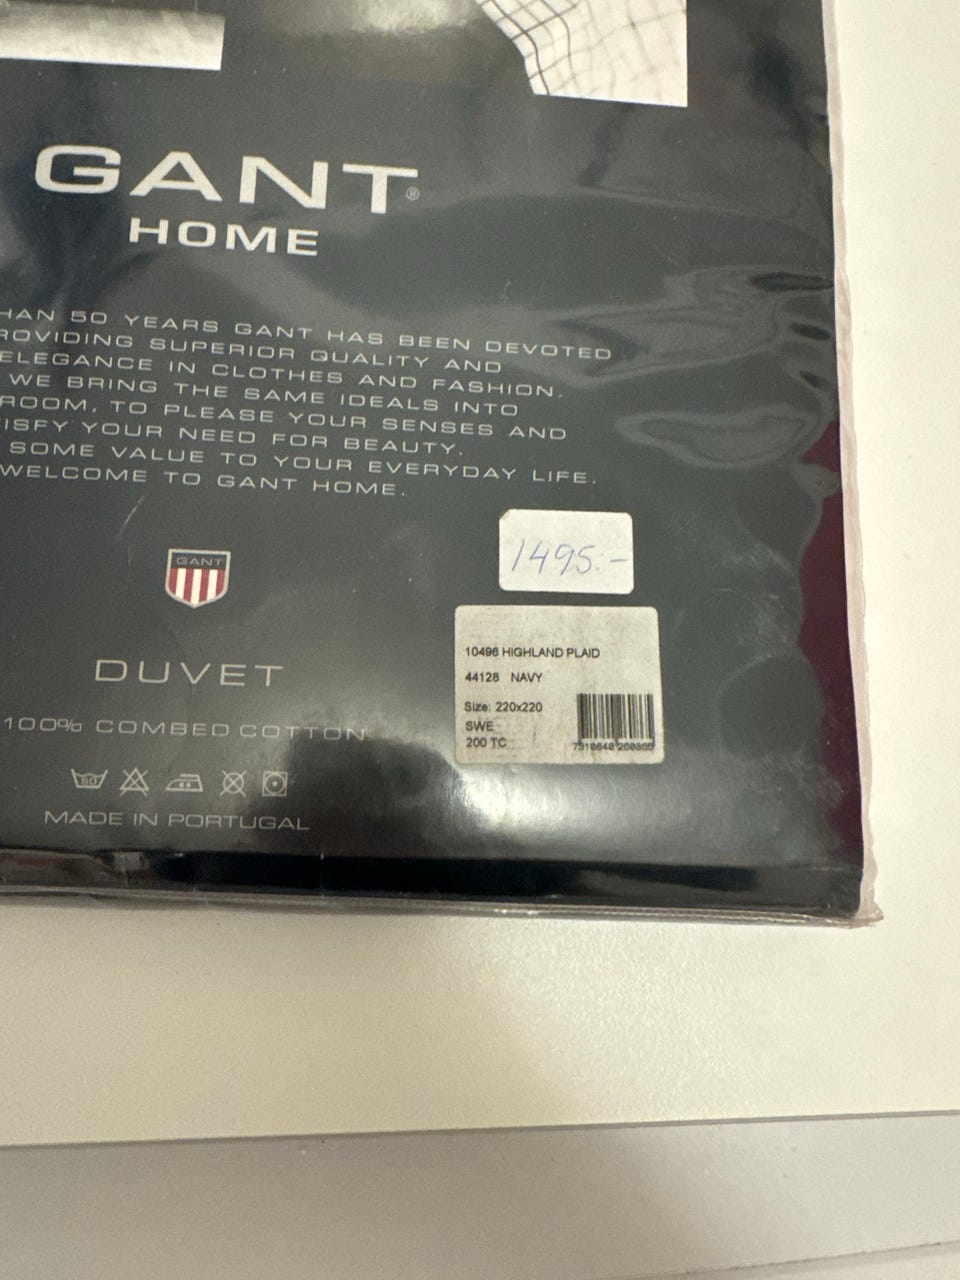 GANT®
HOME
HAN 50 YEARS GANT HAS BEEN DEVOTED
ROVIDING SUPERIOR QUALITY AND
ELEGANCE IN CLOTHES AND FASHION.
WE BRING THE SAME IDEALS INTO
ROOM, TO PLEASE YOUR SENSES AND
ISFY YOUR NEED FOR BEAUTY.
SOME VALUE TO YOUR EVERYDAY LIFE.
WELCOME TO GANT HOME.
1495:-
GANT
10496 HIGHLAND PLAID
44128 NAVY
Size: 220x220
SWE
200 TC
DUVET
100% COMBED COTTON
MADE IN PORTUGAL